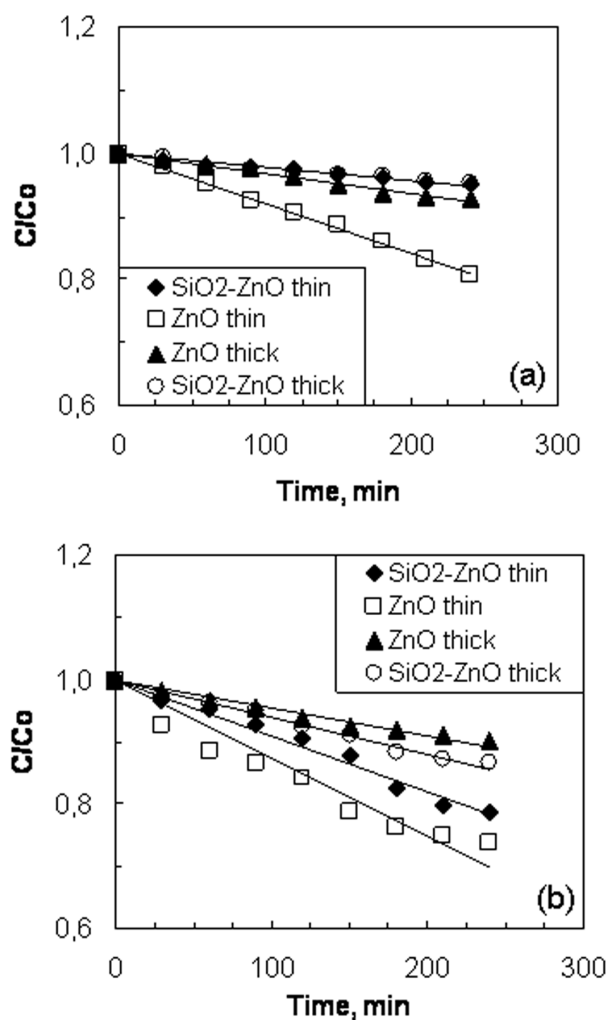 1,2
1,0
0,8
0,6
C/Co
SiO2-ZnO thin
ZnO thin
ZnO thick
SiO2-ZnO thick
(a)
0 100 200 300
Time, min
1,2
1,0
0,8
0,6
C/Co
SiO2-ZnO thin
ZnO thin
ZnO thick
SiO2-ZnO thick
(b)
0 100 200 300
Time, min